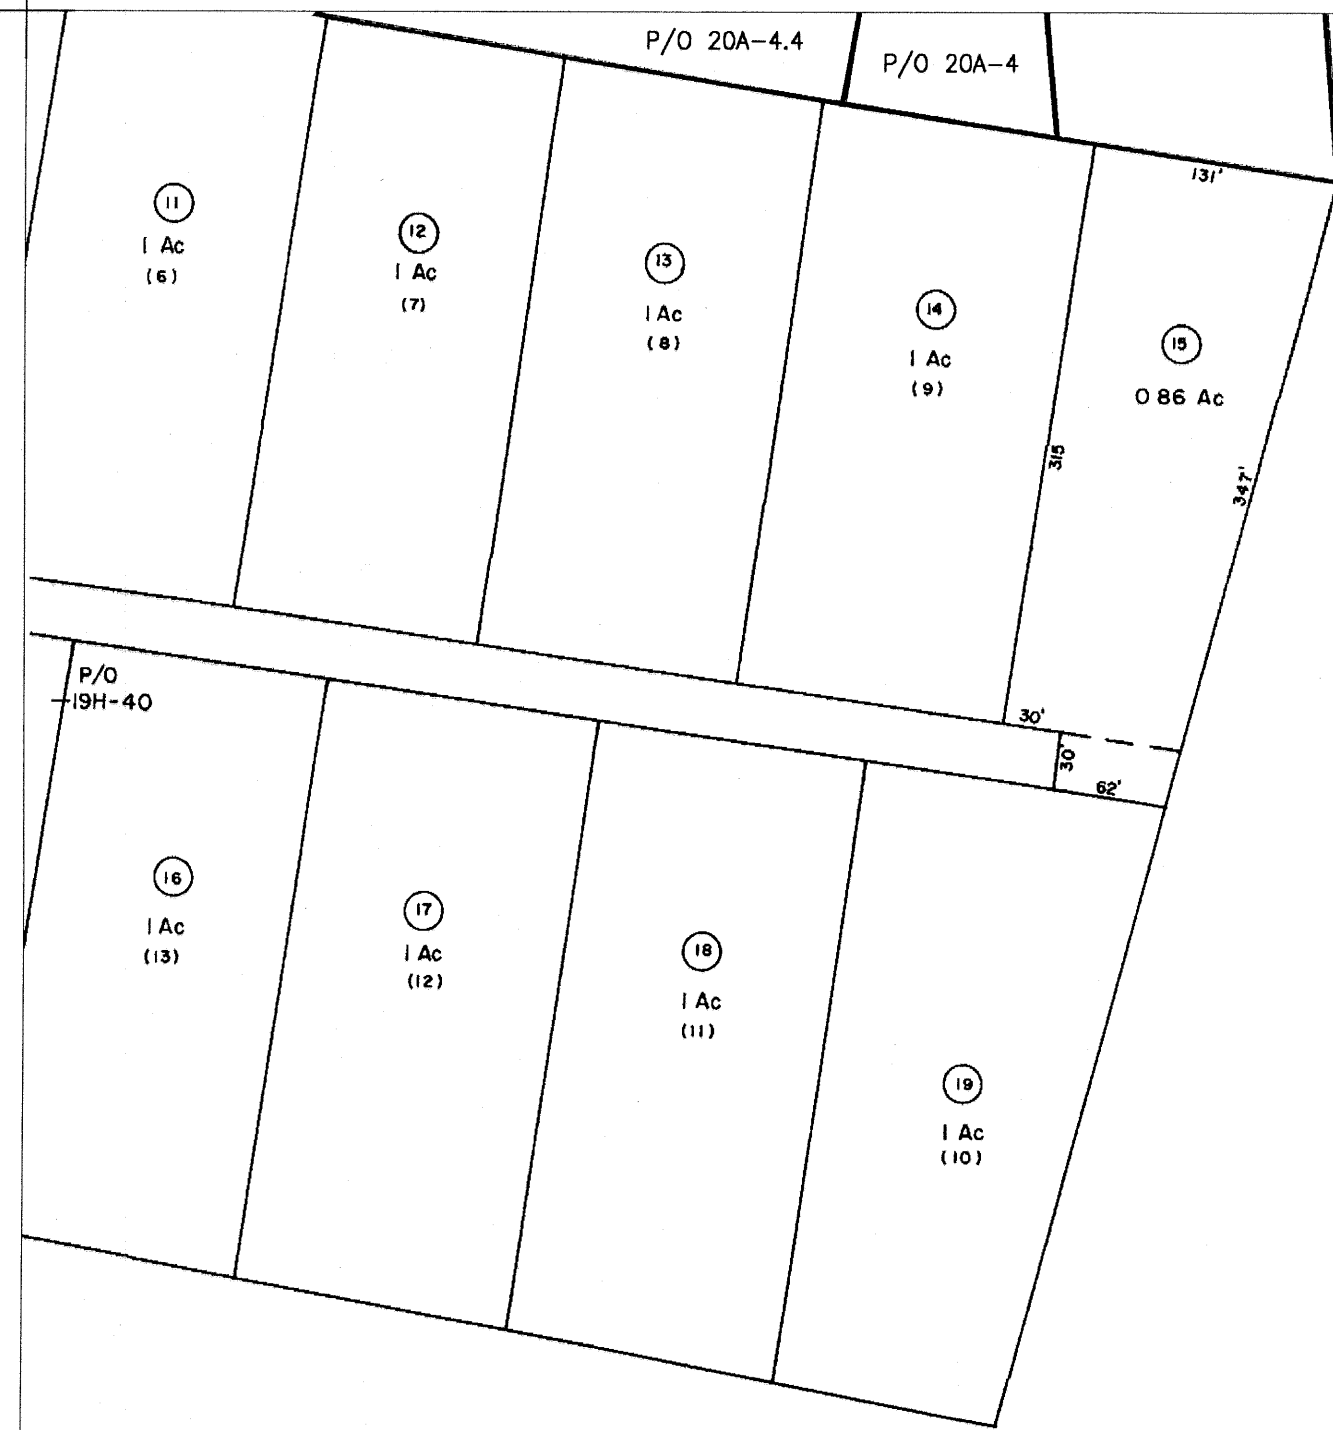 P/O 20A-4.4
P/O 20A-4
131'
11
1 Ac
(6)
12
1 Ac
(7)
13
1 Ac
(8)
14
1 Ac
(9)
15
0 86 Ac
315
347'
30'
30'
62'
P/O
19H-40
16
1 Ac
(13)
17
1 Ac
(12)
18
1 Ac
(11)
19
1 Ac
(10)